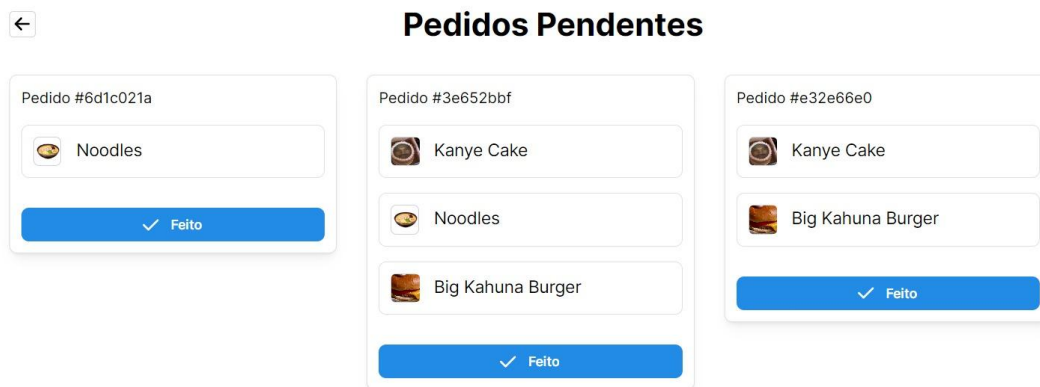 Pedidos Pendentes
Pedido #6d1c021a
Noodles
Feito
Pedido #3e652bbf
Kanye Cake
Noodles
Big Kahuna Burger
Feito
Pedido #e32e66e0
Kanye Cake
Big Kahuna Burger
Feito